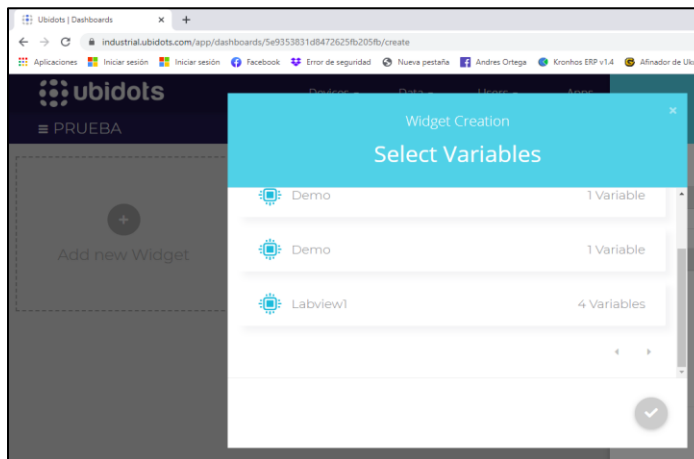 Ubidots | Dashboards
industrial.ubidots.com/app/dashboards/5e9353831d8472625fb205fb/create
Aplicaciones Iniciar sesión Iniciar sesión Facebook Error de seguridad Nueva pestaña Andres Ortega Kronhos ERP v1.4 Afinador de Uk
ubidots
Devices Data Users Apps
PRUEBA
Widget Creation
Select Variables
Demo 1 Variable
Add new Widget
Demo 1 Variable
Labview1 4 Variables